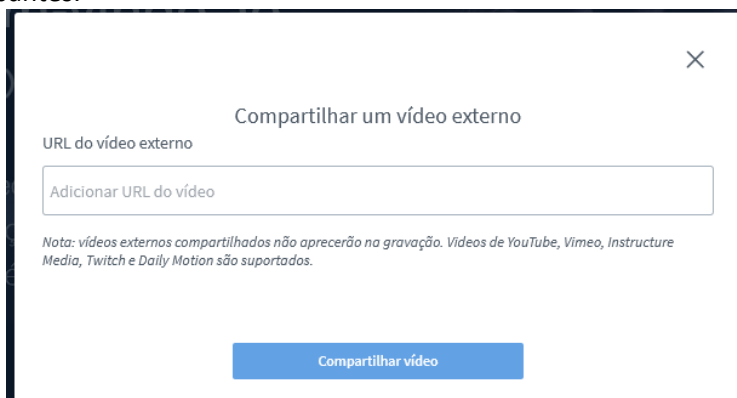 Compartilhar um vídeo externo
URL do vídeo externo
Adicionar URL do vídeo
Nota: vídeos externos compartilhados não aprecerão na gravação. Videos de YouTube, Vimeo, Instructure
Media, Twitch e Daily Motion são suportados.
Compartilhar vídeo